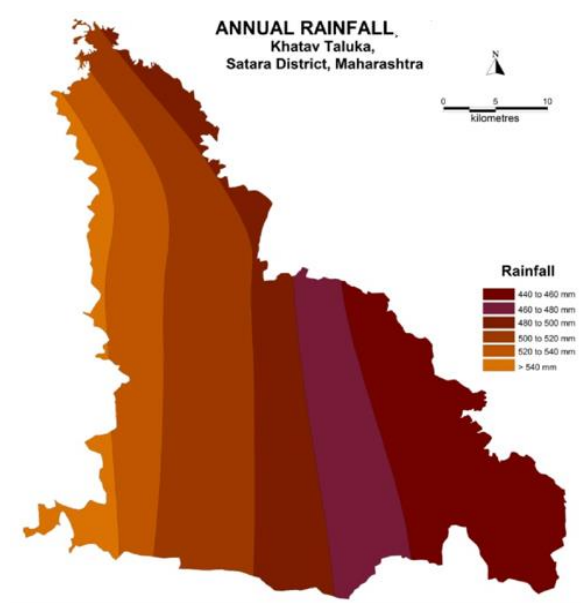 ANNUAL RAINFALL,
Khatav Taluka,
Satara District, Maharashtra
N
0 5 10
kilometres
Rainfall
440 to 460 mm
460 to 480 mm
480 to 500 mm
500 to 520 mm
520 to 540 mm
> 540 mm